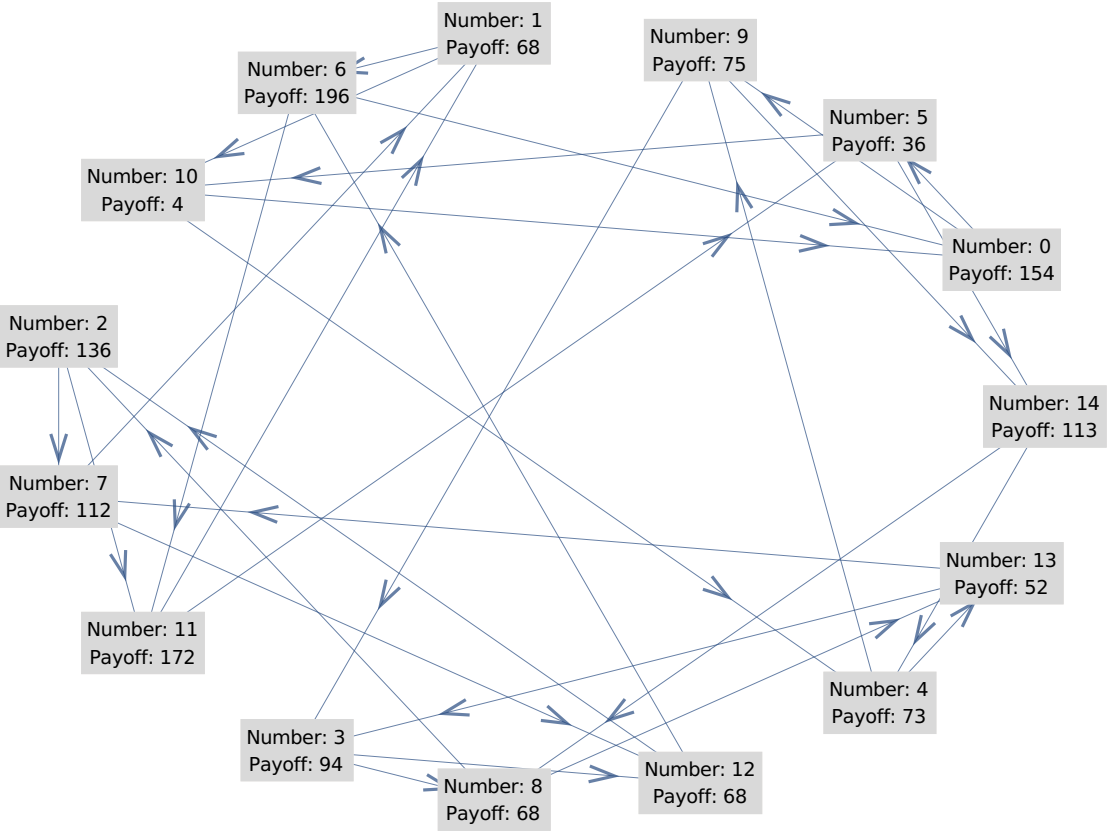 Number: 1
Payoff: 68
Number: 9
Payoff: 75
Number: 6
Payoff: 196
Number: 5
Payoff: 36
Number: 10
Payoff: 4
Number: 0
Payoff: 154
Number: 2
Payoff: 136
Number: 14
Payoff: 113
Number: 7
Payoff: 112
Number: 13
Payoff: 52
Number: 11
Payoff: 172
Number: 4
Payoff: 73
Number: 3
Payoff: 94
Number: 12
Payoff: 68
Number: 8
Payoff: 68